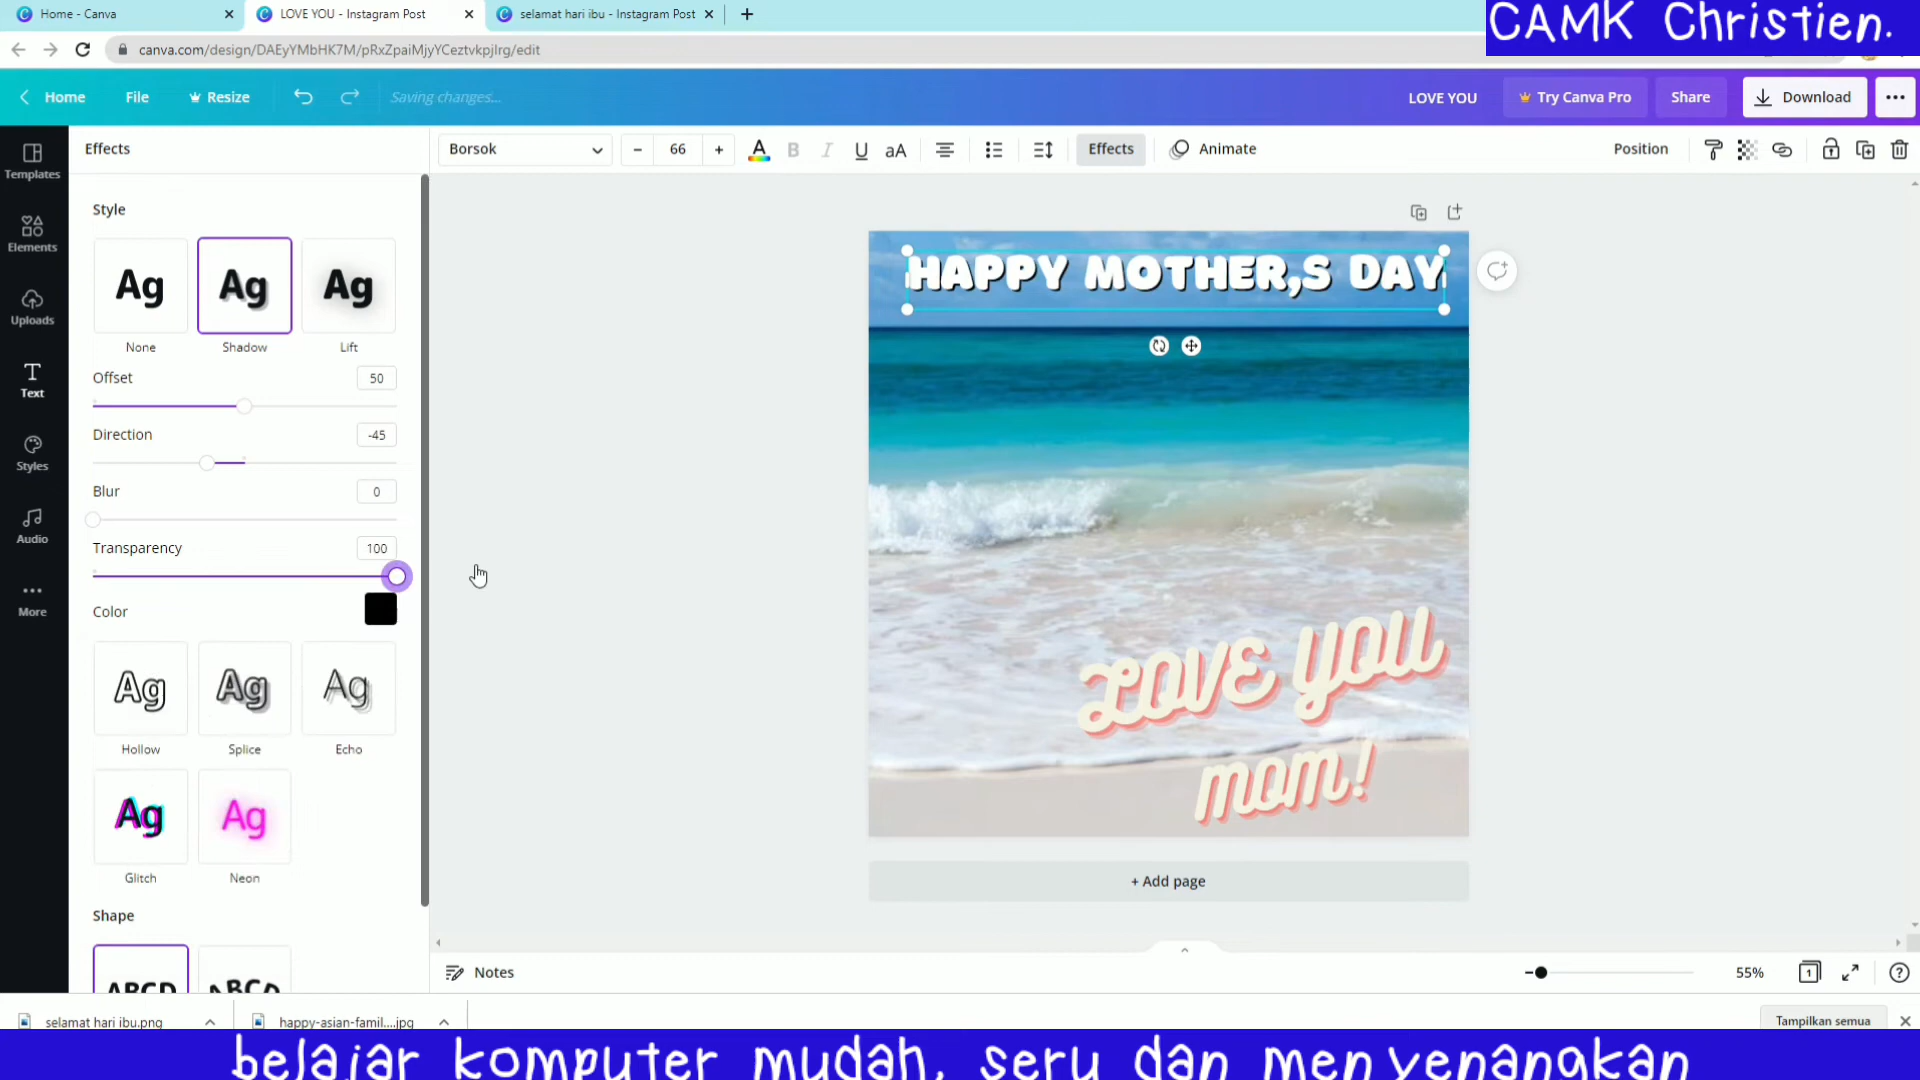 Home - Canva
LOVE YOU - Instagram Post
selamat hari ibu - Instagram Post
canva.com/design/DAEyYMbHK7M/pRxZpaiMjyYCeztvkpjlrg/edit
CAMK Christien.
Home
File
Resize
Saving changes...
LOVE YOU
Try Canva Pro
Share
Download
Templates
Elements
Uploads
Text
Styles
Audio
More
Effects
Borsok
66
A
B
I
U
aA
Effects
Animate
Position
Style
Ag
Ag
Ag
None
Shadow
Lift
Offset
50
Direction
-45
Blur
0
Transparency
100
Color
Ag
Ag
Ag
Hollow
Splice
Echo
Ag
Ag
Glitch
Neon
Shape
ABCD
ABCD
HAPPY MOTHER,S DAY
LOVE YOU
mom!
+ Add page
Notes
55%
1
selamat hari ibu.png
happy-asian-famil....jpg
Tampilkan semua
belajar komputer mudah, seru dan menyenangkan